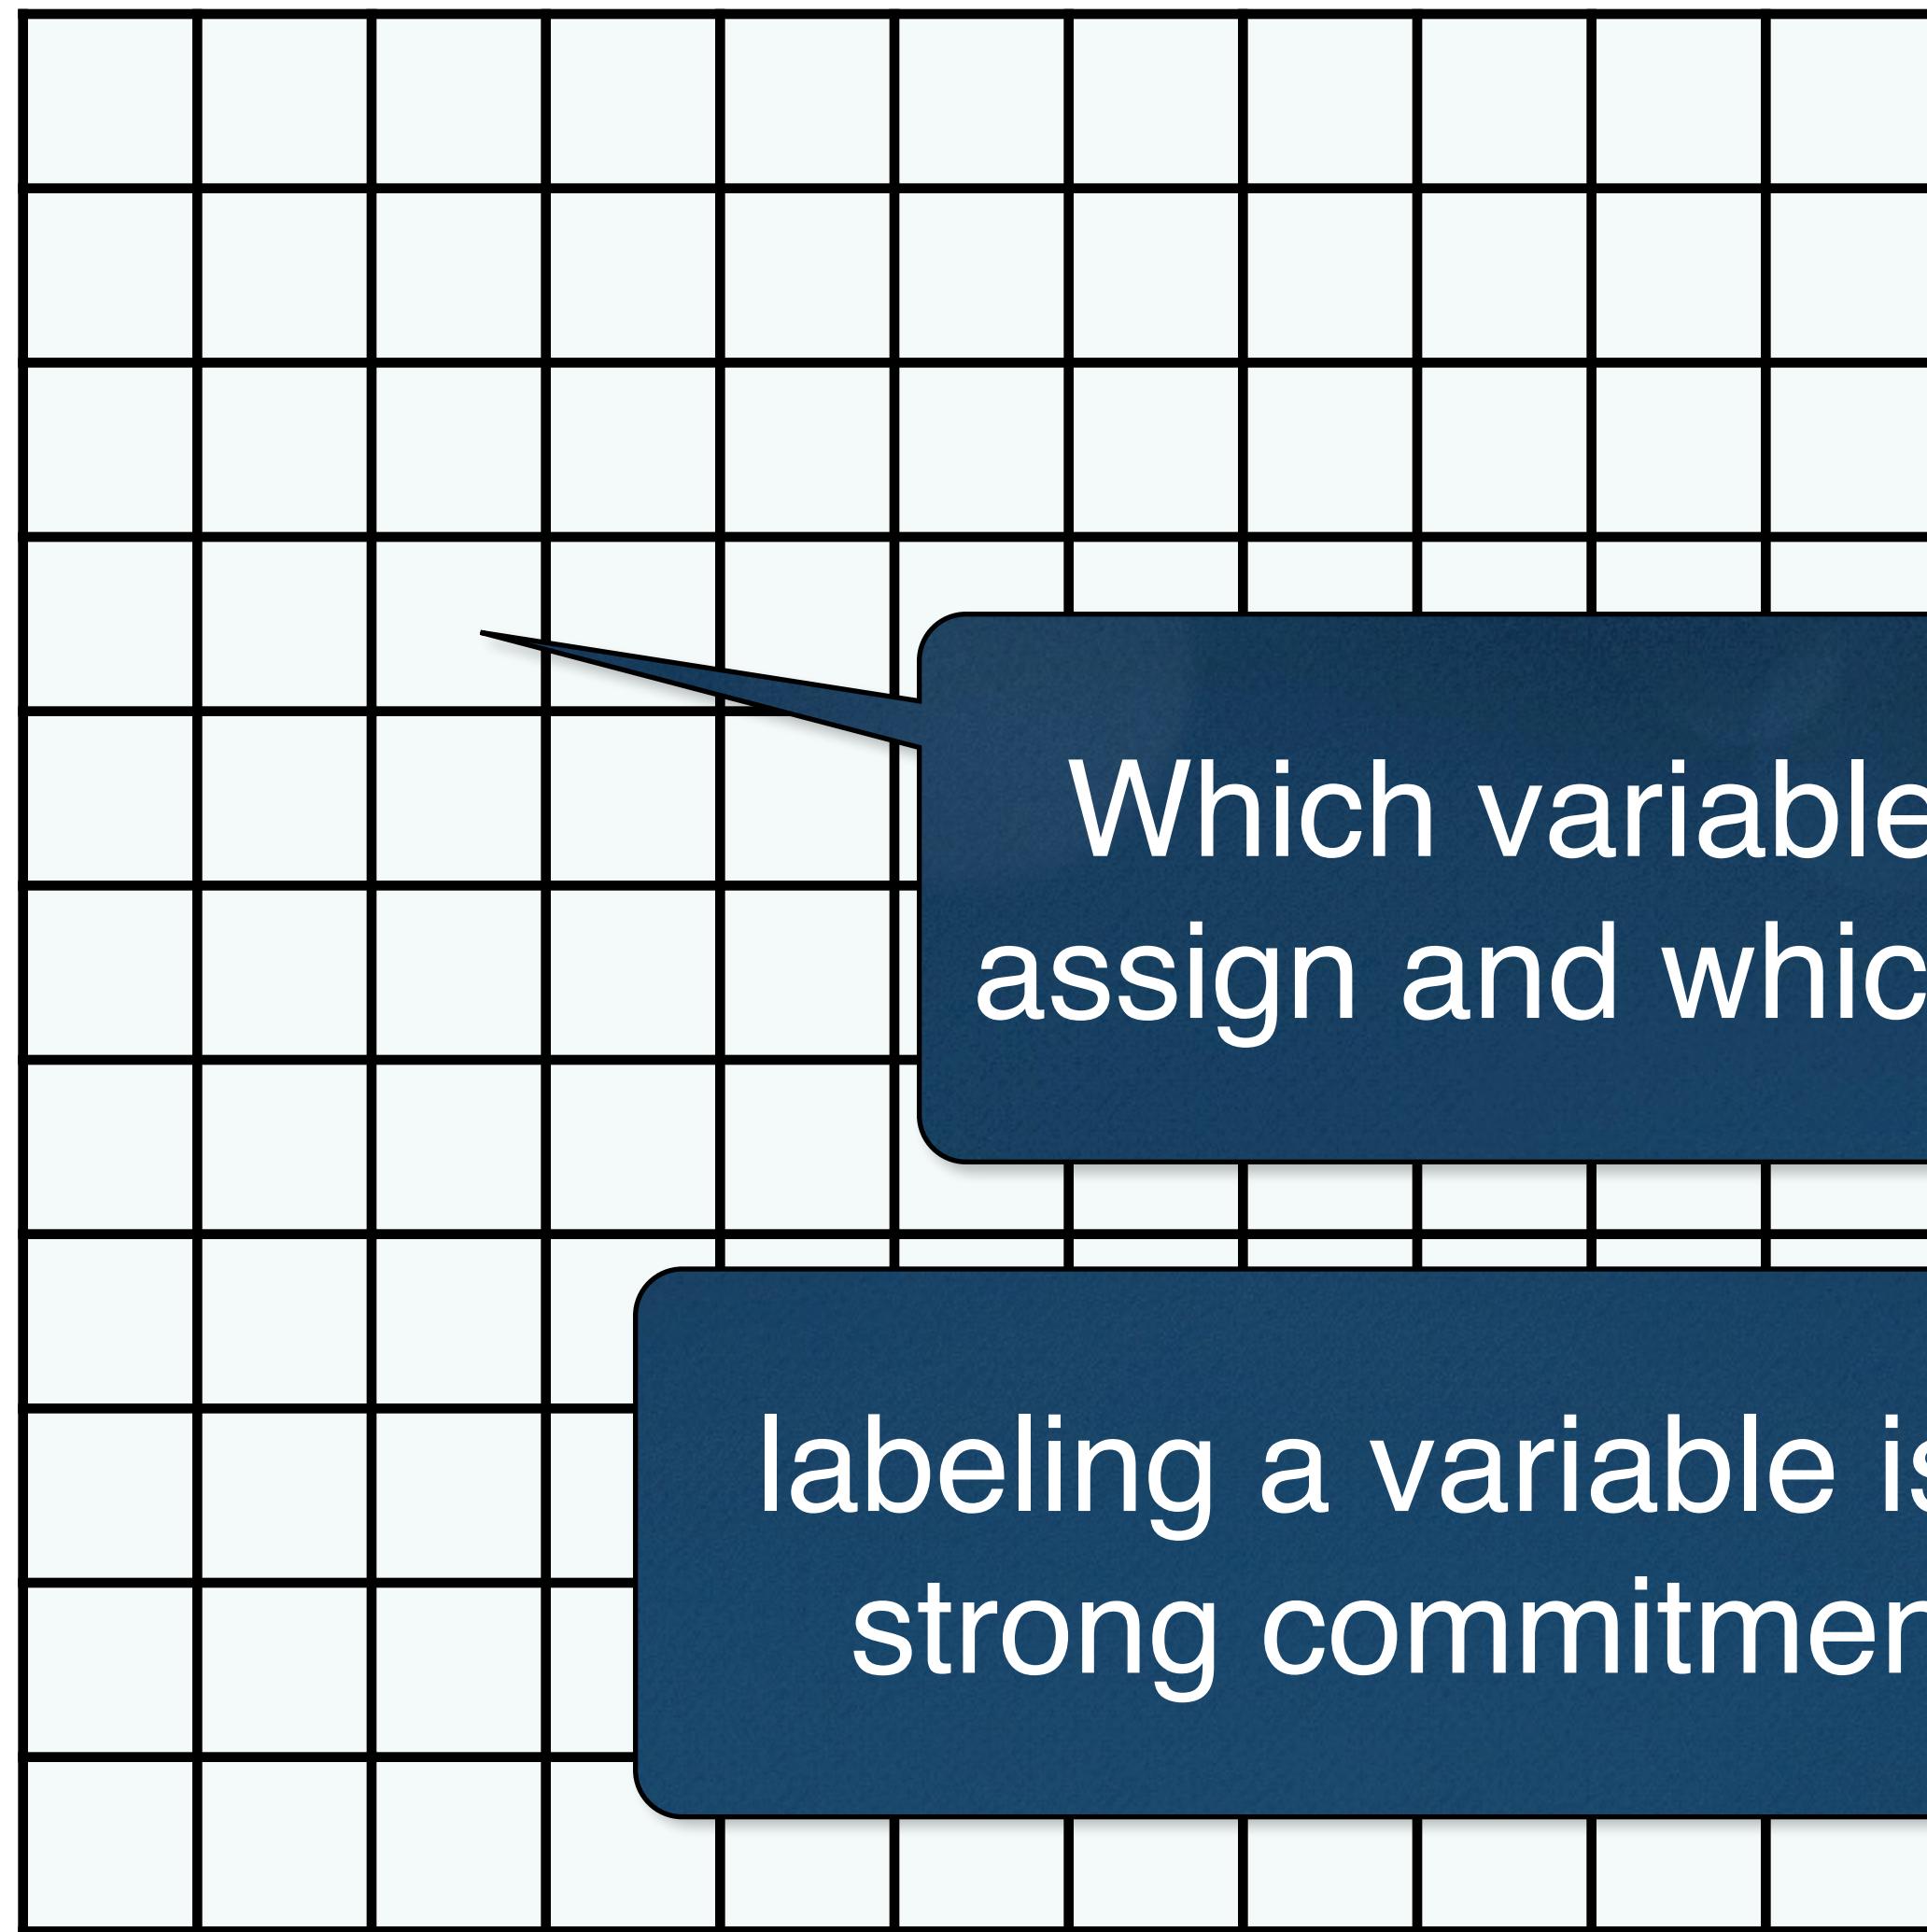 Which variable
assign and whic
labeling a variable is
strong commitmen